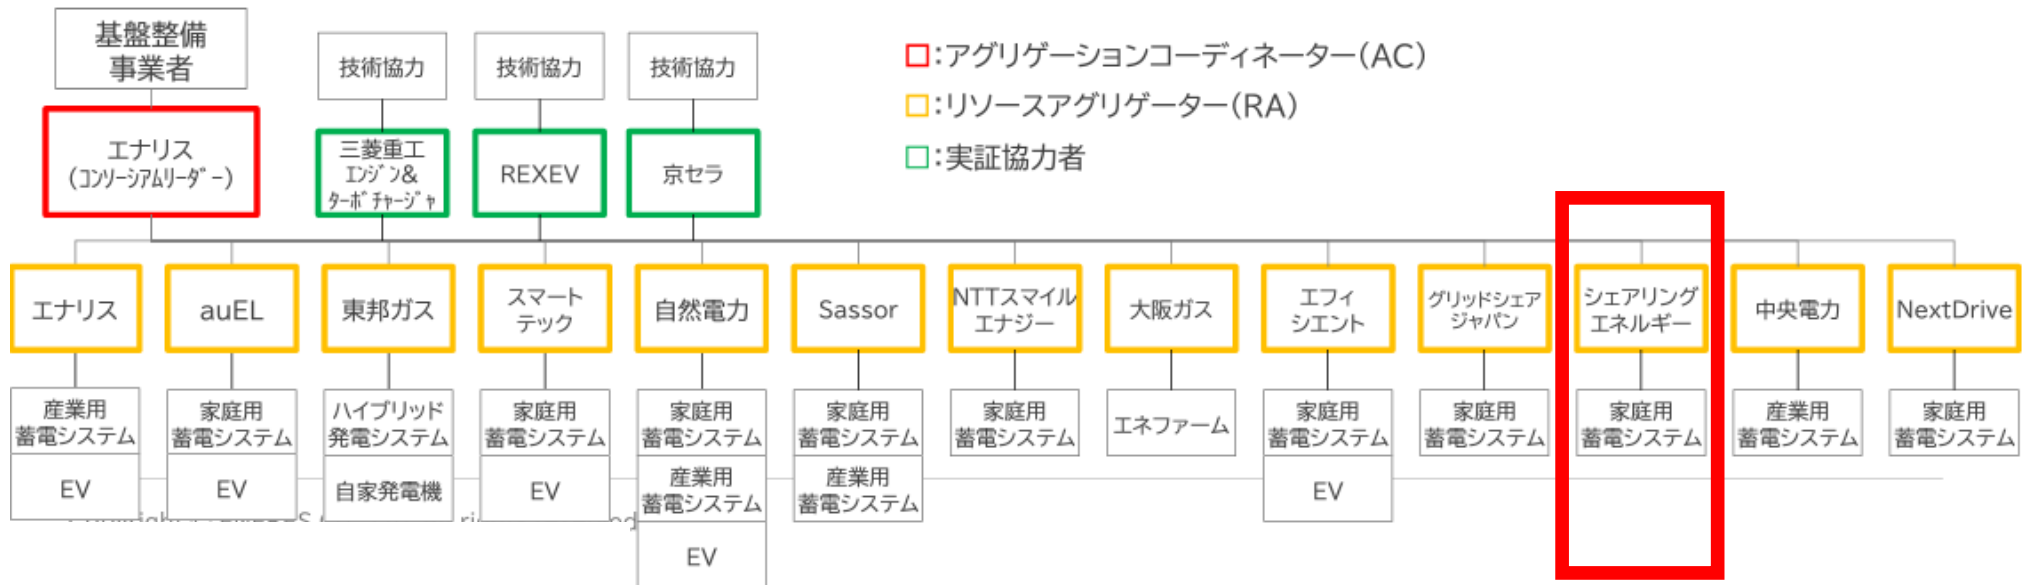 基盤整備
事業者
技術協力
技術協力
技術協力
□:アグリゲーションコーディネーター(AC)
□:リソースアグリゲーター(RA)
□:実証協力者
エナリス
(ｺﾝｿｰｼｱﾑﾘｰﾀﾞｰ)
三菱重工
ｴﾝｼﾞﾝ&
ﾀｰﾎﾞﾁｬｰｼﾞｬ
REXEV
京セラ
エナリス
auEL
東邦ガス
スマート
テック
自然電力
Sassor
NTTスマイル
エナジー
大阪ガス
エフィ
シエント
グリッドシェア
ジャパン
シェアリング
エネルギー
中央電力
NextDrive
産業用
蓄電システム
EV
家庭用
蓄電システム
EV
ハイブリッド
発電システム
自家発電機
家庭用
蓄電システム
EV
家庭用
蓄電システム
産業用
蓄電システム
EV
家庭用
蓄電システム
産業用
蓄電システム
家庭用
蓄電システム
エネファーム
家庭用
蓄電システム
EV
家庭用
蓄電システム
家庭用
蓄電システム
産業用
蓄電システム
家庭用
蓄電システム